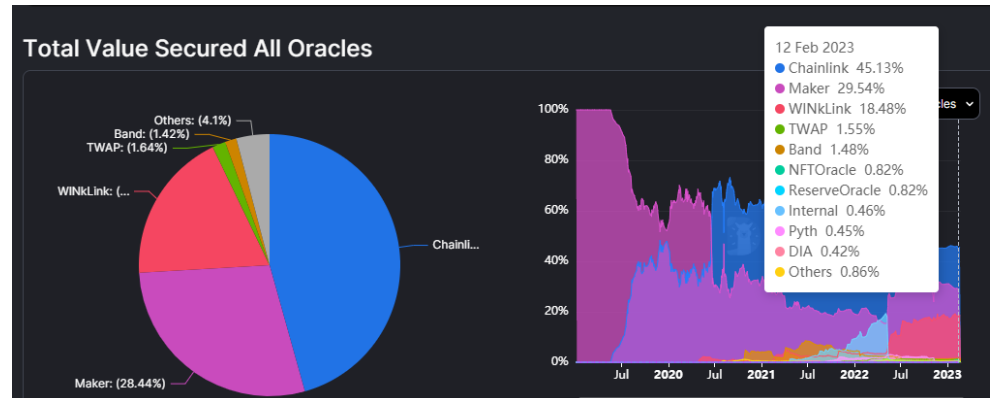 Total Value Secured All Oracles
Others: (4.1%)
Band: (1.42%)
TWAP: (1.64%)
WINkLink: (...
Chainli...
Maker: (28.44%)
100%
80%
60%
40%
20%
0%
Jul 2020 Jul 2021 Jul 2022 Jul 2023
cles
12 Feb 2023
Chainlink 45.13%
Maker 29.54%
WINkLink 18.48%
TWAP 1.55%
Band 1.48%
NFTOracle 0.82%
ReserveOracle 0.82%
Internal 0.46%
Pyth 0.45%
DIA 0.42%
Others 0.86%